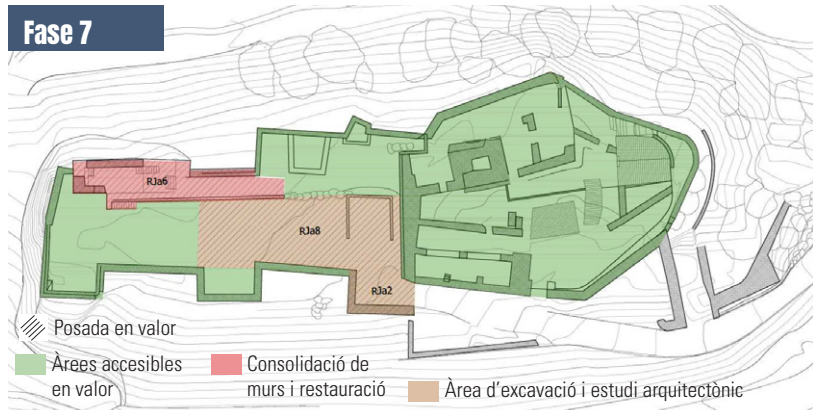 Fase 7
RJa6
RJa8
RJa2
Posada en valor
Àrees accesibles
en valor
Consolidació de
murs i restauració
Àrea d'excavació i estudi arquitectònic